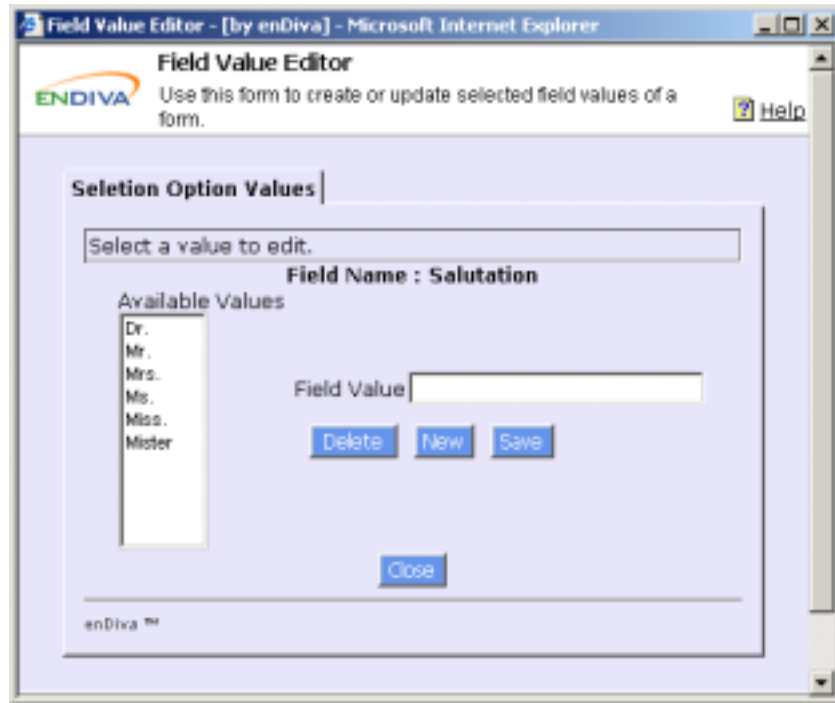 Field Value Editor - [by enDiva] - Microsoft Internet Explorer
ENDIVA
Field Value Editor
Use this form to create or update selected field values of a
form.
Help
Seletion Option Values
Select a value to edit.
Field Name : Salutation
Available Values
Dr.
Mr.
Mrs.
Ms.
Miss.
Mister
Field Value
Delete New Save
Close
enDiva ™